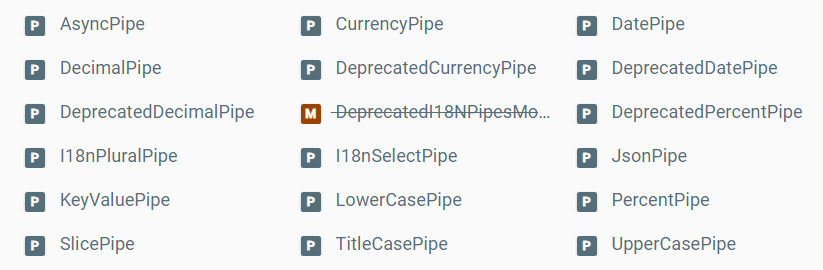 P AsyncPipe P CurrencyPipe P DatePipe
P DecimalPipe P DeprecatedCurrencyPipe P DeprecatedDatePipe
P DeprecatedDecimalPipe M DeprecatedI18NPipesMo... P DeprecatedPercentPipe
P I18nPluralPipe P I18nSelectPipe P JsonPipe
P KeyValuePipe P LowerCasePipe P PercentPipe
P SlicePipe P TitleCasePipe P UpperCasePipe